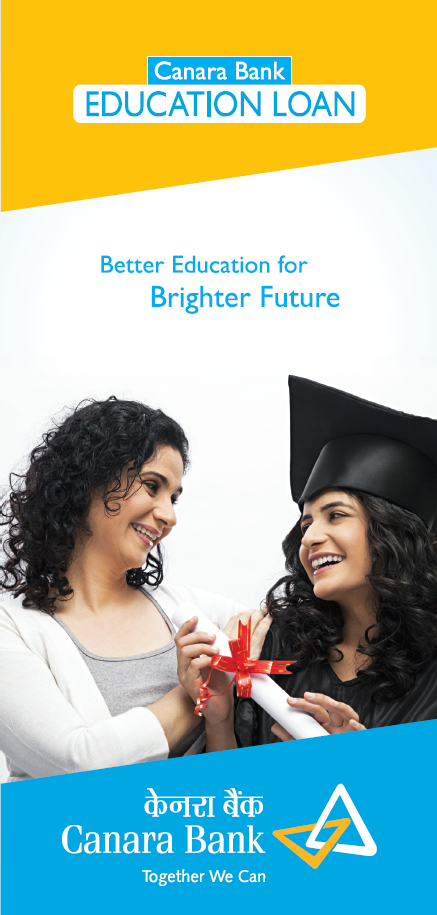 Canara Bank
EDUCATION LOAN
Better Education for
Brighter Future
केनरा बैंक
Canara Bank
Together We Can